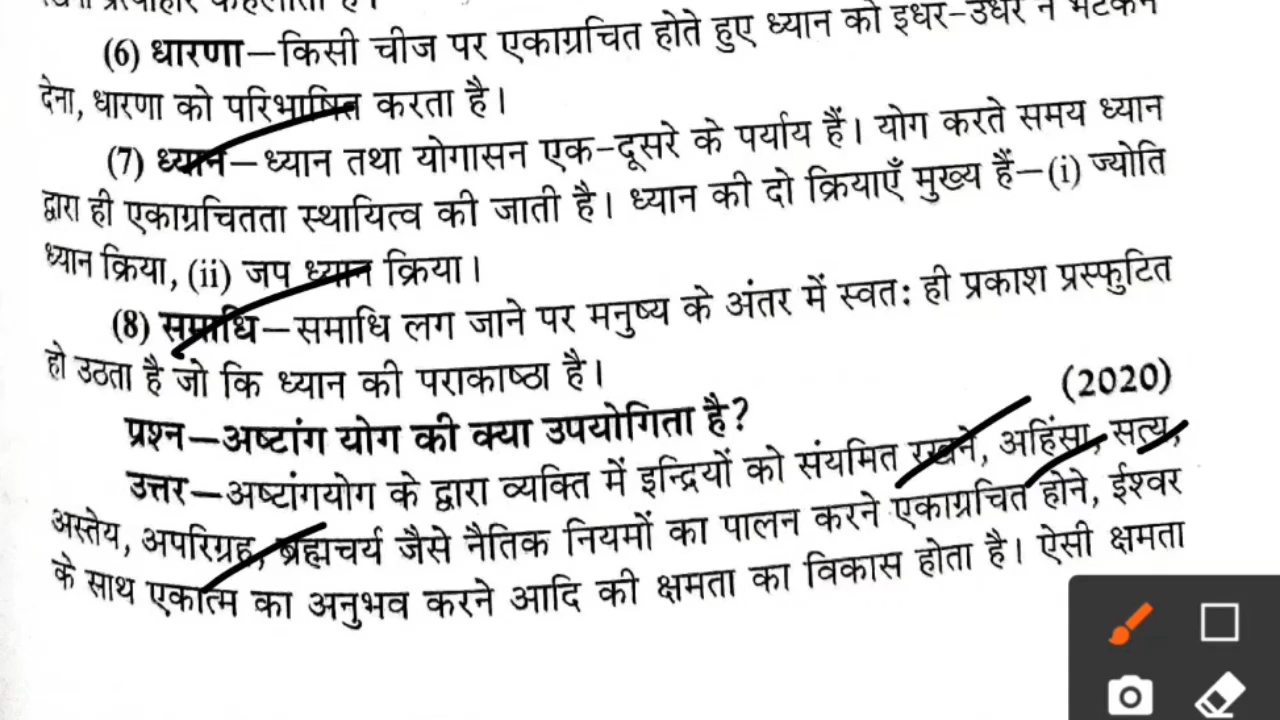 रखना प्रत्याहार कहलाता है।
(6) धारणा—किसी चीज पर एकाग्रचित होते हुए ध्यान को इधर-उधर न भटकने
देना, धारणा को परिभाषित करता है।
(7) ध्यान—ध्यान तथा योगासन एक-दूसरे के पर्याय हैं। योग करते समय ध्यान
द्वारा ही एकाग्रचितता स्थायित्व की जाती है। ध्यान की दो क्रियाएँ मुख्य हैं—(i) ज्योति
ध्यान क्रिया, (ii) जप ध्यान क्रिया।
(8) समाधि—समाधि लग जाने पर मनुष्य के अंतर में स्वतः ही प्रकाश प्रस्फुटित
हो उठता है जो कि ध्यान की पराकाष्ठा है।
प्रश्न—अष्टांग योग की क्या उपयोगिता है? (2020)
उत्तर—अष्टांगयोग के द्वारा व्यक्ति में इन्द्रियों को संयमित रखने, अहिंसा, सत्य,
अस्तेय, अपरिग्रह, ब्रह्मचर्य जैसे नैतिक नियमों का पालन करने एकाग्रचित होने, ईश्वर
के साथ एकात्म का अनुभव करने आदि की क्षमता का विकास होता है। ऐसी क्षमता